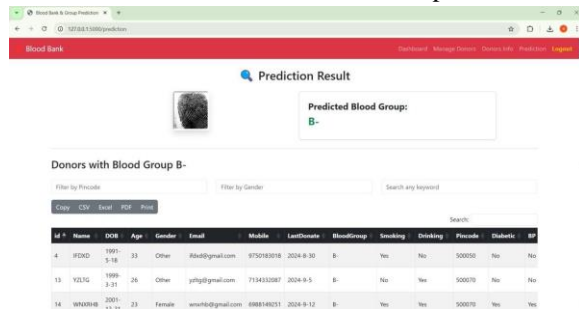 Blood Bank & Group Prediction
127.0.0.1:5000/prediction
Blood Bank
Dashboard Manage Donors Donors Info Prediction Logout
Prediction Result
Predicted Blood Group:
B-
Donors with Blood Group B-
Filter by Pincode Filter by Gender Search any keyword
Copy CSV Excel PDF Print
Search:
id Name DOB Age Gender Email Mobile LastDonate BloodGroup Smoking Drinking Pincode Diabetic BP
4 IFDXD 1991-5-18 33 Other ifdxd@gmail.com 9750183018 2024-8-30 B- Yes No 500050 No No
13 YZLTG 1999-3-31 26 Other yzltg@gmail.com 7134332087 2024-9-5 B- No Yes 500070 No Yes
14 WNXRHB 2001- 23 Female 6988149251 2024-9-12 B- Yes Yes 500070 Yes Yes